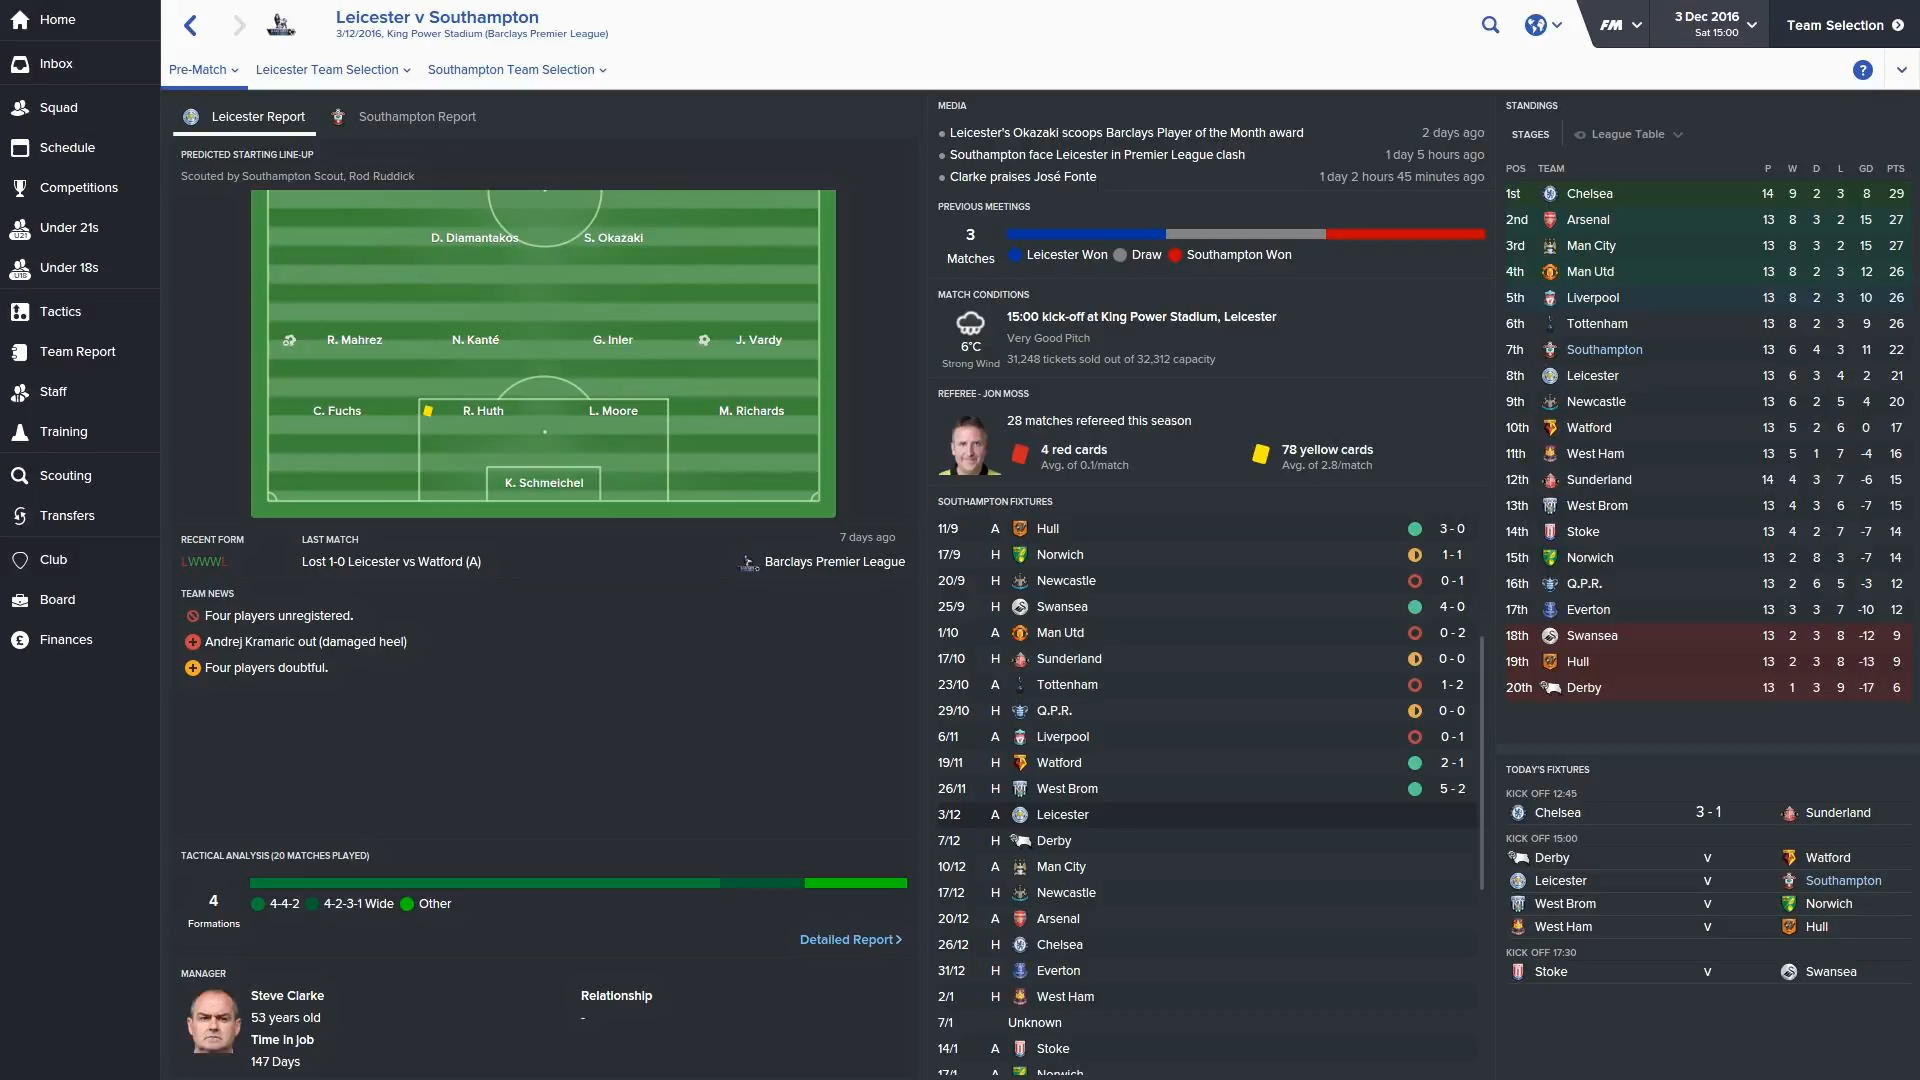 Home
Inbox
Squad
Schedule
Competitions
Under 21s
Under 18s
Tactics
Team Report
Staff
Training
Scouting
Transfers
Club
Board
Finances
Leicester v Southampton
3/12/2016, King Power Stadium (Barclays Premier League)
FM
3 Dec 2016
Sat 15:00
Team Selection
Pre-Match
Leicester Team Selection
Southampton Team Selection
?
Leicester Report
Southampton Report
PREDICTED STARTING LINE-UP
Scouted by Southampton Scout, Rod Ruddick
D. Diamantakos S. Okazaki
R. Mahrez N. Kanté G. Inler J. Vardy
C. Fuchs R. Huth L. Moore M. Richards
K. Schmeichel
RECENT FORM LAST MATCH 7 days ago
LWWWL Lost 1-0 Leicester vs Watford (A) Barclays Premier League
TEAM NEWS
Four players unregistered.
Andrej Kramaric out (damaged heel)
Four players doubtful.
TACTICAL ANALYSIS (20 MATCHES PLAYED)
4
Formations
4-4-2 4-2-3-1 Wide Other
Detailed Report >
MANAGER
Steve Clarke
53 years old
Time in job
147 Days
Relationship
-
MEDIA
Leicester's Okazaki scoops Barclays Player of the Month award 2 days ago
Southampton face Leicester in Premier League clash 1 day 5 hours ago
Clarke praises José Fonte 1 day 2 hours 45 minutes ago
PREVIOUS MEETINGS
3
Matches
Leicester Won Draw Southampton Won
MATCH CONDITIONS
15:00 kick-off at King Power Stadium, Leicester
6°C
Strong Wind
Very Good Pitch
31,248 tickets sold out of 32,312 capacity
REFEREE - JON MOSS
28 matches refereed this season
4 red cards
Avg. of 0.1/match
78 yellow cards
Avg. of 2.8/match
SOUTHAMPTON FIXTURES
11/9 A Hull 3 - 0
17/9 H Norwich 1 - 1
20/9 H Newcastle 0 - 1
25/9 H Swansea 4 - 0
1/10 A Man Utd 0 - 2
17/10 H Sunderland 0 - 0
23/10 A Tottenham 1 - 2
29/10 H Q.P.R. 0 - 0
6/11 A Liverpool 0 - 1
19/11 H Watford 2 - 1
26/11 H West Brom 5 - 2
3/12 A Leicester
7/12 H Derby
10/12 A Man City
17/12 H Newcastle
20/12 A Arsenal
26/12 H Chelsea
31/12 H Everton
2/1 H West Ham
7/1 Unknown
14/1 A Stoke
17/1 A Norwich
STANDINGS
STAGES League Table
POS TEAM P W D L GD PTS
1st Chelsea 14 9 2 3 8 29
2nd Arsenal 13 8 3 2 15 27
3rd Man City 13 8 3 2 15 27
4th Man Utd 13 8 2 3 12 26
5th Liverpool 13 8 2 3 10 26
6th Tottenham 13 8 2 3 9 26
7th Southampton 13 6 4 3 11 22
8th Leicester 13 6 3 4 2 21
9th Newcastle 13 6 2 5 4 20
10th Watford 13 5 2 6 0 17
11th West Ham 13 5 1 7 -4 16
12th Sunderland 14 4 3 7 -6 15
13th West Brom 13 4 3 6 -7 15
14th Stoke 13 4 2 7 -7 14
15th Norwich 13 2 8 3 -7 14
16th Q.P.R. 13 2 6 5 -3 12
17th Everton 13 3 3 7 -10 12
18th Swansea 13 2 3 8 -12 9
19th Hull 13 2 3 8 -13 9
20th Derby 13 1 3 9 -17 6
TODAY'S FIXTURES
KICK OFF 12:45
Chelsea 3 - 1 Sunderland
KICK OFF 15:00
Derby v Watford
Leicester v Southampton
West Brom v Norwich
West Ham v Hull
KICK OFF 17:30
Stoke v Swansea